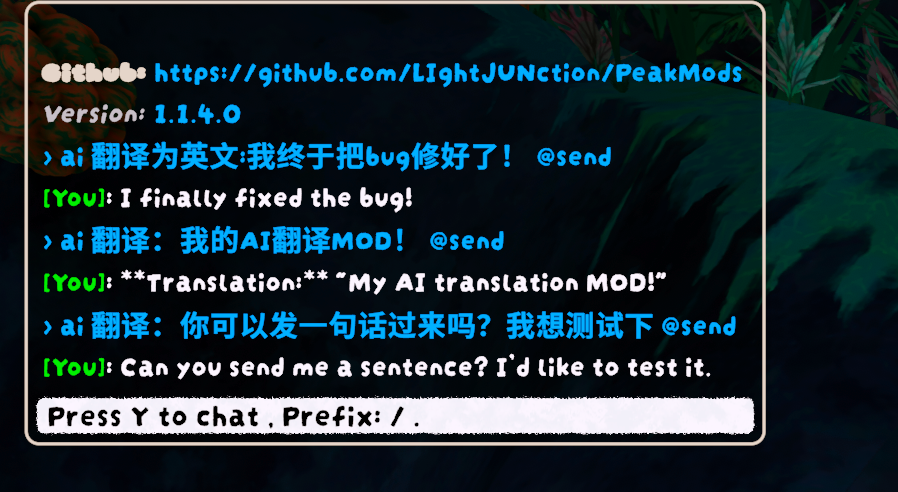 Github: https://github.com/LIghtJUNction/PeakMods
Version: 1.1.4.0
› ai 翻译为英文:我终于把bug修好了！ @send
[You]: I finally fixed the bug!
› ai 翻译：我的AI翻译MOD！ @send
[You]: **Translation:** "My AI translation MOD!"
› ai 翻译：你可以发一句话过来吗？我想测试下 @send
[You]: Can you send me a sentence? I'd like to test it.
Press Y to chat , Prefix: / .